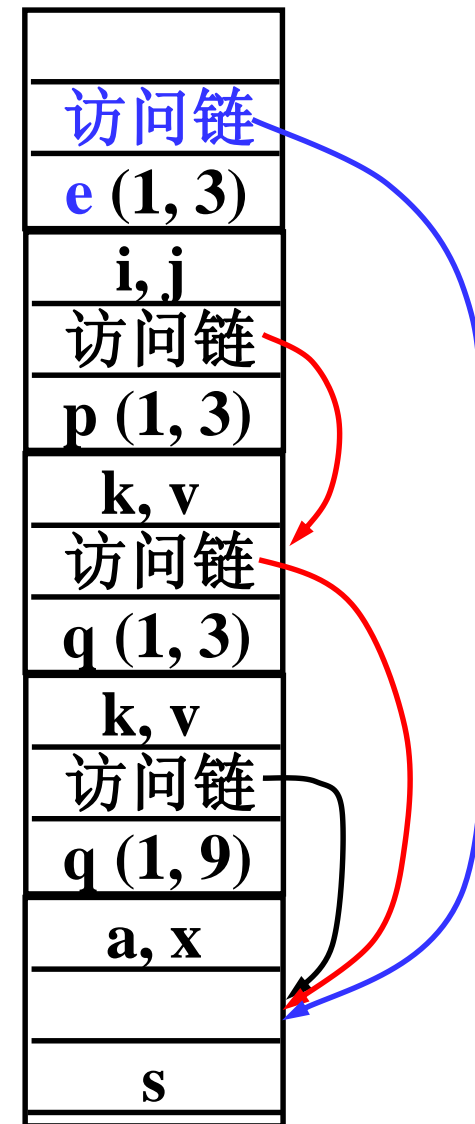 访问链
e (1, 3)
i, j
访问链
p (1, 3)
k, v
访问链
q (1, 3)
k, v
访问链
q (1, 9)
a, x
s